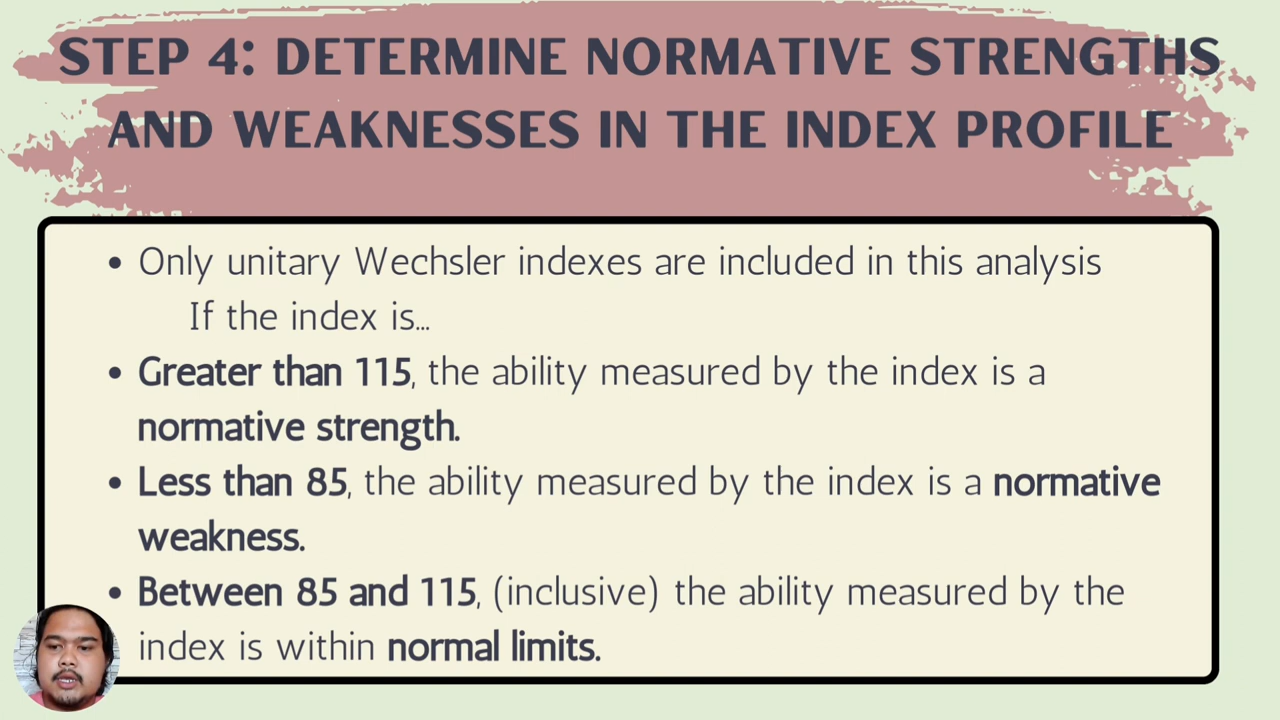 STEP 4: DETERMINE NORMATIVE STRENGTHS
AND WEAKNESSES IN THE INDEX PROFILE
• Only unitary Wechsler indexes are included in this analysis
If the index is...
• Greater than 115, the ability measured by the index is a
normative strength.
• Less than 85, the ability measured by the index is a normative
weakness.
• Between 85 and 115, (inclusive) the ability measured by the
index is within normal limits.